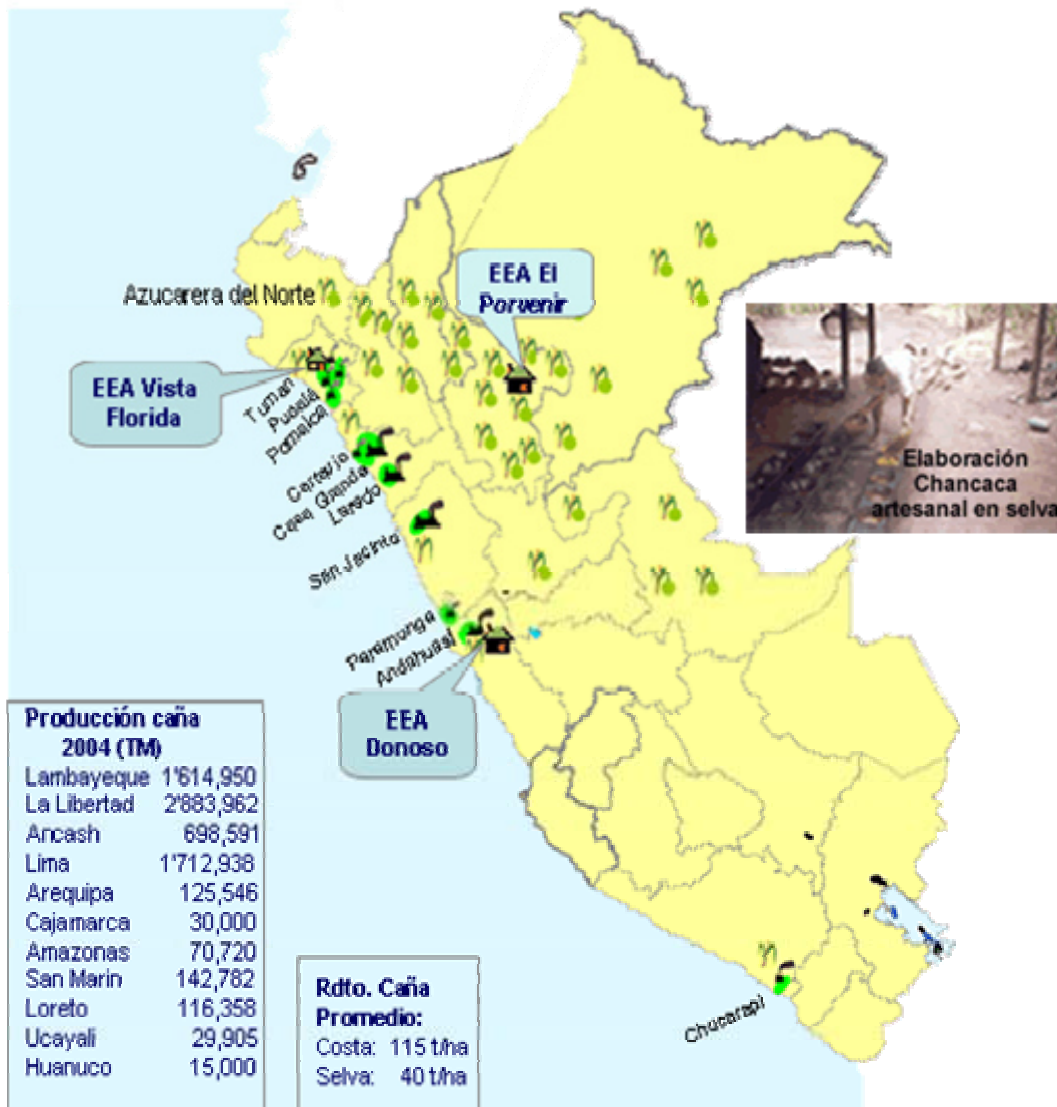 Azucarera del Norte
EEA El
Porvenir
EEA Vista
Florida
Tuman
Pucalá
Pomalca
Cartavio
Casa Grande
Laredo
San Jacinto
Paramonga
Andahuasi
EEA
Donoso
Elaboración
Chancaca
artesanal en selva
Producción caña
2004 (TM)
Lambayeque 1'614,950
La Libertad 2'883,962
Ancash 698,591
Lima 1'712,938
Arequipa 125,546
Cajamarca 30,000
Amazonas 70,720
San Marin 142,782
Loreto 116,358
Ucayali 29,905
Huanuco 15,000
Rdto. Caña
Promedio:
Costa: 115 t/ha
Selva: 40 t/ha
Chucarapi